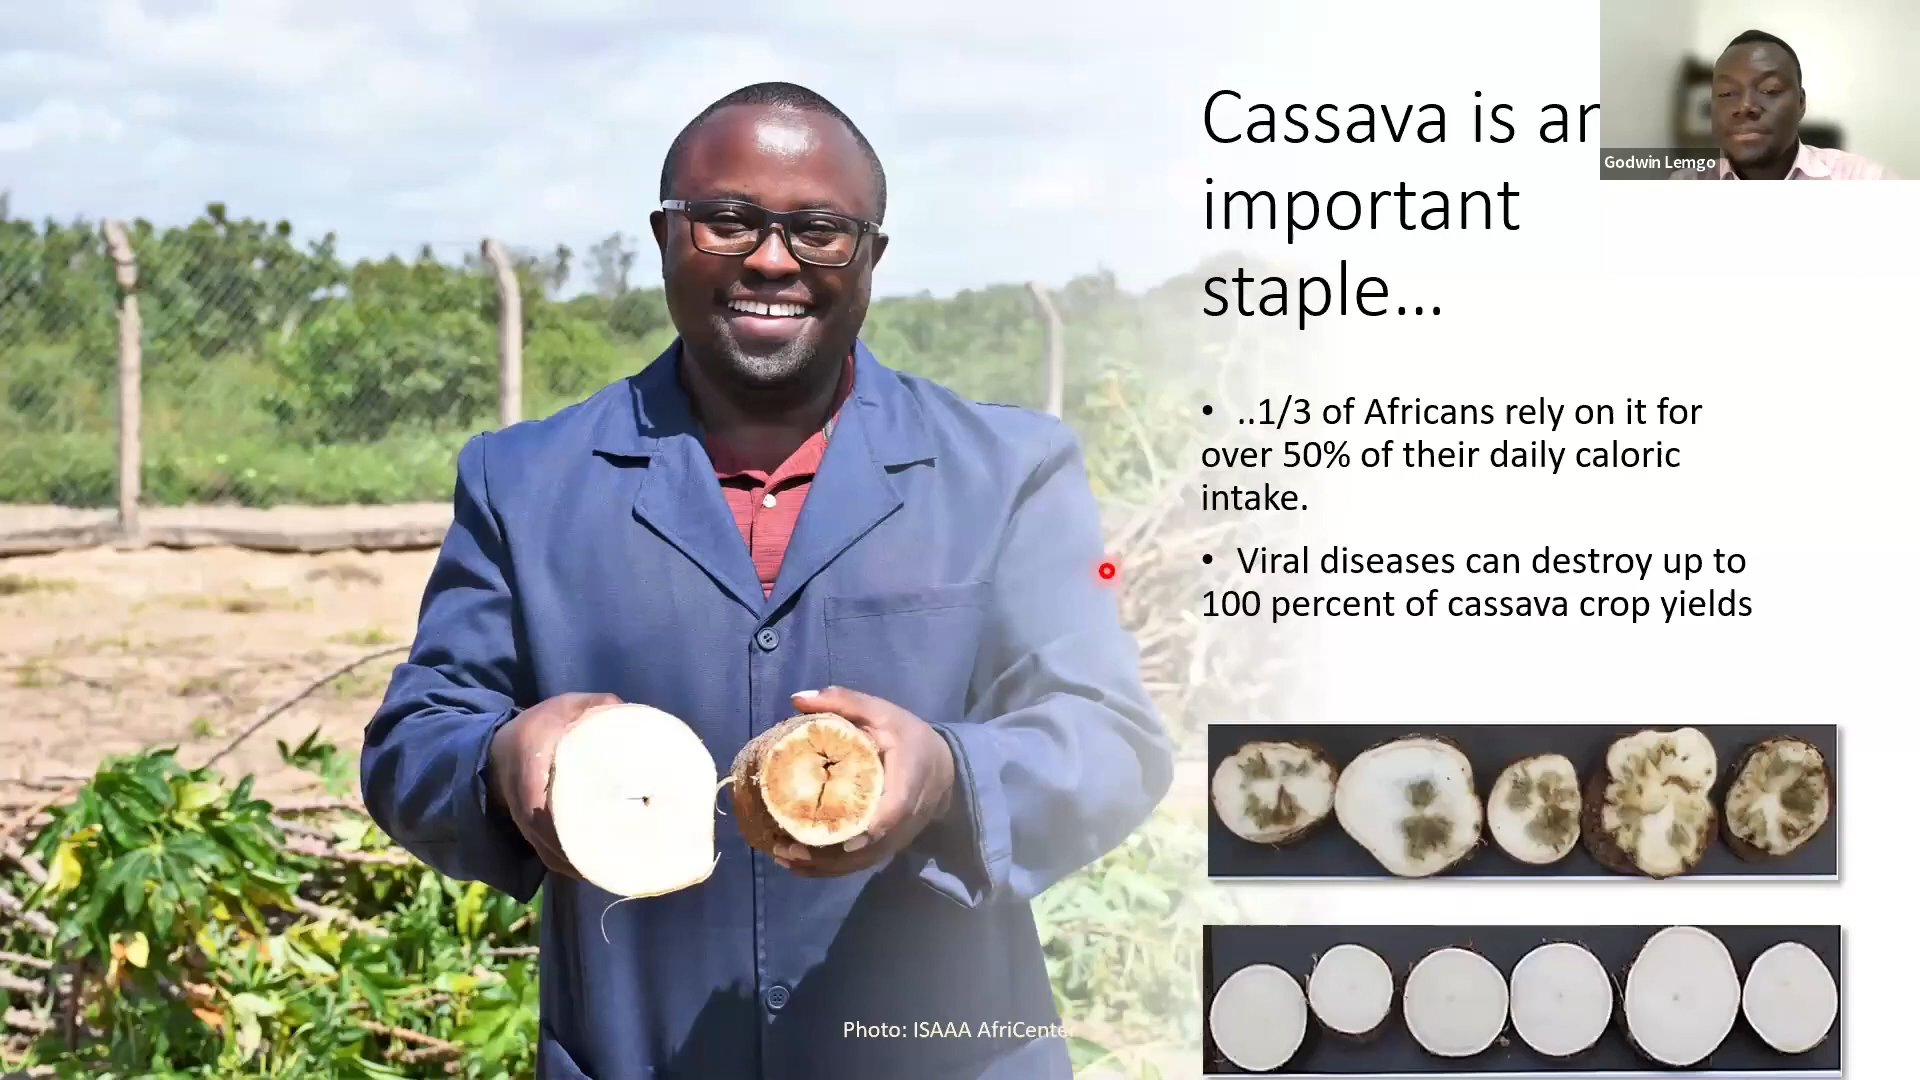 Cassava is an
important
staple...
Godwin Lemgo
• ..1/3 of Africans rely on it for
over 50% of their daily caloric
intake.
• Viral diseases can destroy up to
100 percent of cassava crop yields
Photo: ISAAA AfriCenter